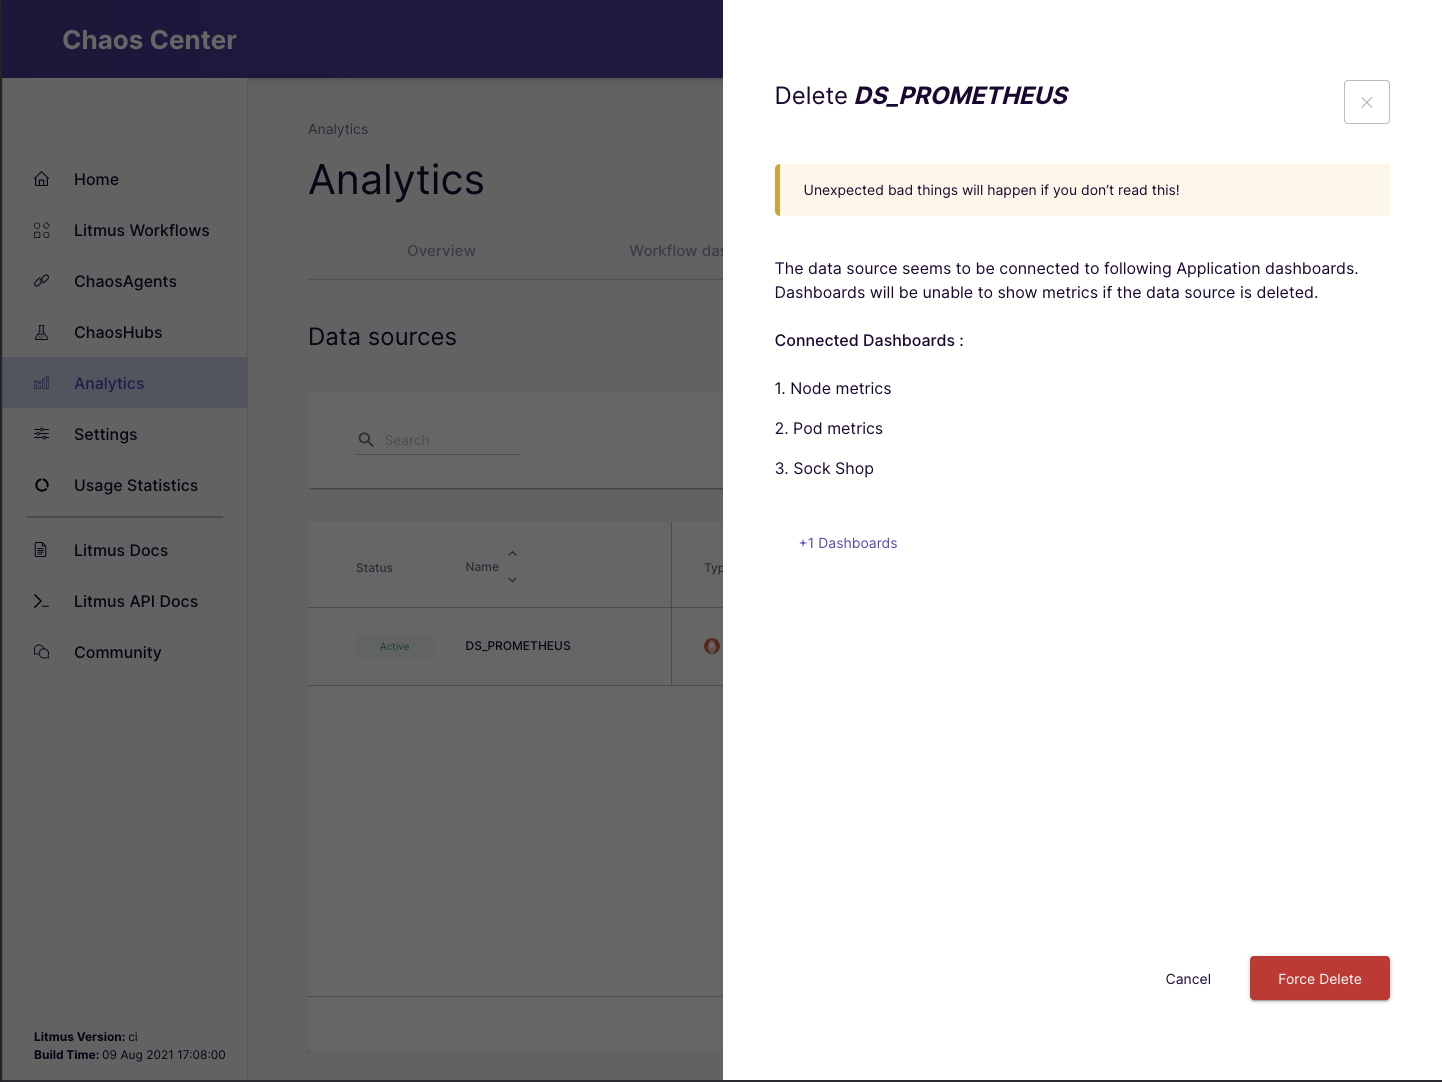 Chaos Center
Home
Litmus Workflows
ChaosAgents
ChaosHubs
Analytics
Settings
Usage Statistics
Litmus Docs
Litmus API Docs
Community
Litmus Version: ci
Build Time: 09 Aug 2021 17:08:00
Analytics
Analytics
Overview
Workflow das
Data sources
Search
Status
Name
Typ
Active
DS_PROMETHEUS
Delete DS_PROMETHEUS
Unexpected bad things will happen if you don’t read this!
The data source seems to be connected to following Application dashboards.
Dashboards will be unable to show metrics if the data source is deleted.
Connected Dashboards :
1. Node metrics
2. Pod metrics
3. Sock Shop
+1 Dashboards
Cancel
Force Delete